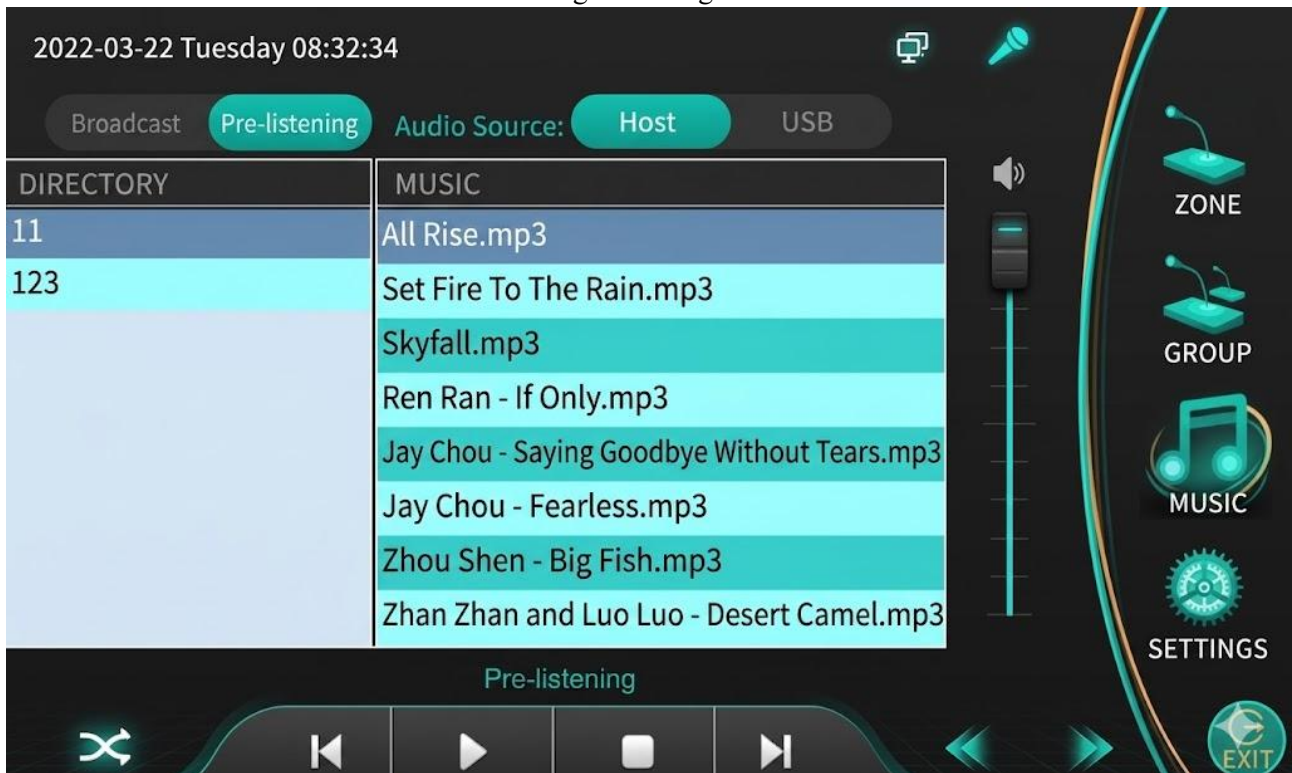 2022-03-22 Tuesday 08:32:34
Broadcast Pre-listening Audio Source: Host USB
DIRECTORY MUSIC
11
123
All Rise.mp3
Set Fire To The Rain.mp3
Skyfall.mp3
Ren Ran - If Only.mp3
Jay Chou - Saying Goodbye Without Tears.mp3
Jay Chou - Fearless.mp3
Zhou Shen - Big Fish.mp3
Zhan Zhan and Luo Luo - Desert Camel.mp3
Pre-listening
ZONE
GROUP
MUSIC
SETTINGS
EXIT